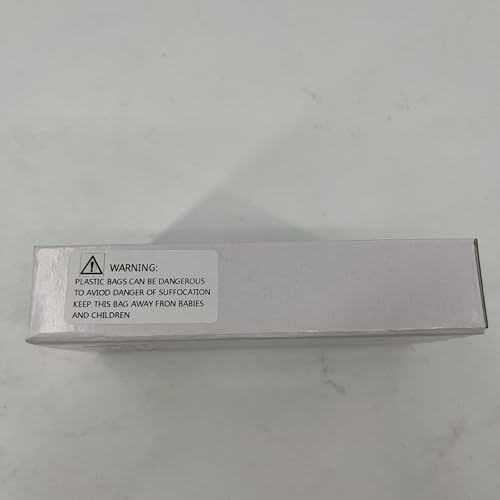 WARNING:
PLASTIC BAGS CAN BE DANGEROUS
TO AVIOD DANGER OF SUFFOCATION
KEEP THIS BAG AWAY FRON BABIES
AND CHILDREN